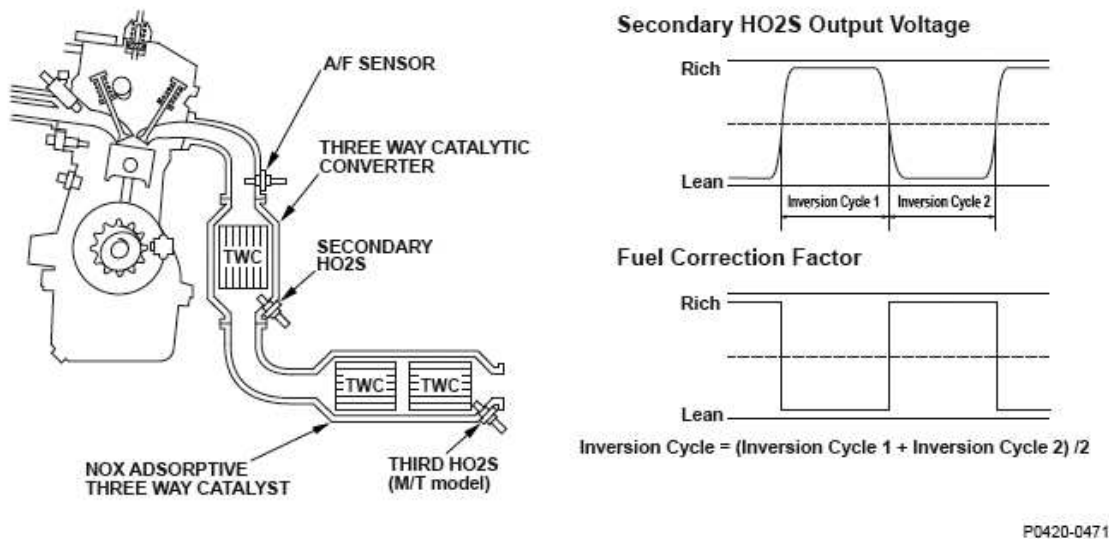 A/F SENSOR
THREE WAY CATALYTIC
CONVERTER
TWC
SECONDARY
HO2S
TWC
TWC
NOX ADSORPTIVE
THREE WAY CATALYST
THIRD HO2S
(M/T model)
Secondary HO2S Output Voltage
Rich
Lean
Inversion Cycle 1
Inversion Cycle 2
Fuel Correction Factor
Rich
Lean
Inversion Cycle = (Inversion Cycle 1 + Inversion Cycle 2) /2
P0420-0471